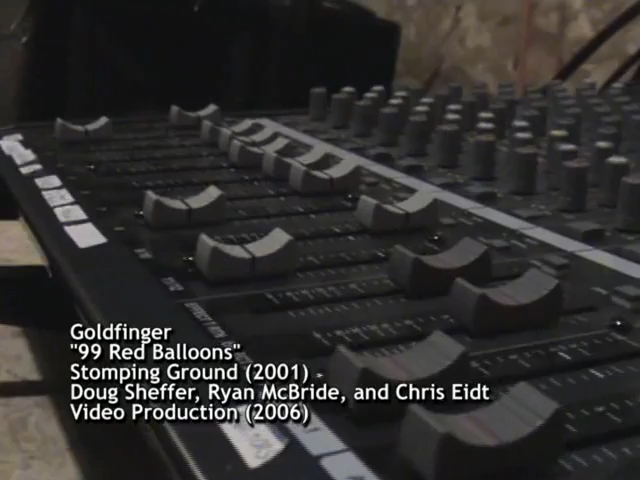 Goldfinger
"99 Red Balloons"
Stomping Ground (2001)
Doug Sheffer, Ryan McBride, and Chris Eidt
Video Production (2006)